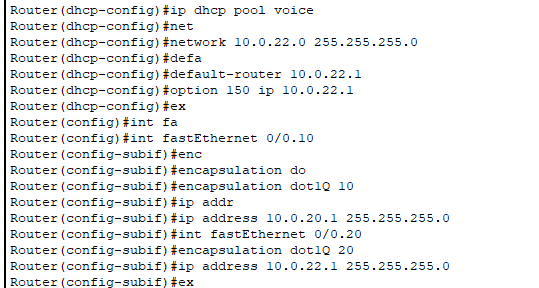 Router(dhcp-config)#ip dhcp pool voice
Router(dhcp-config)#net
Router(dhcp-config)#network 10.0.22.0 255.255.255.0
Router(dhcp-config)#defa
Router(dhcp-config)#default-router 10.0.22.1
Router(dhcp-config)#option 150 ip 10.0.22.1
Router(dhcp-config)#ex
Router(config)#int fa
Router(config)#int fastEthernet 0/0.10
Router(config-subif)#enc
Router(config-subif)#encapsulation do
Router(config-subif)#encapsulation dot1Q 10
Router(config-subif)#ip addr
Router(config-subif)#ip address 10.0.20.1 255.255.255.0
Router(config-subif)#int fastEthernet 0/0.20
Router(config-subif)#encapsulation dot1Q 20
Router(config-subif)#ip address 10.0.22.1 255.255.255.0
Router(config-subif)#ex